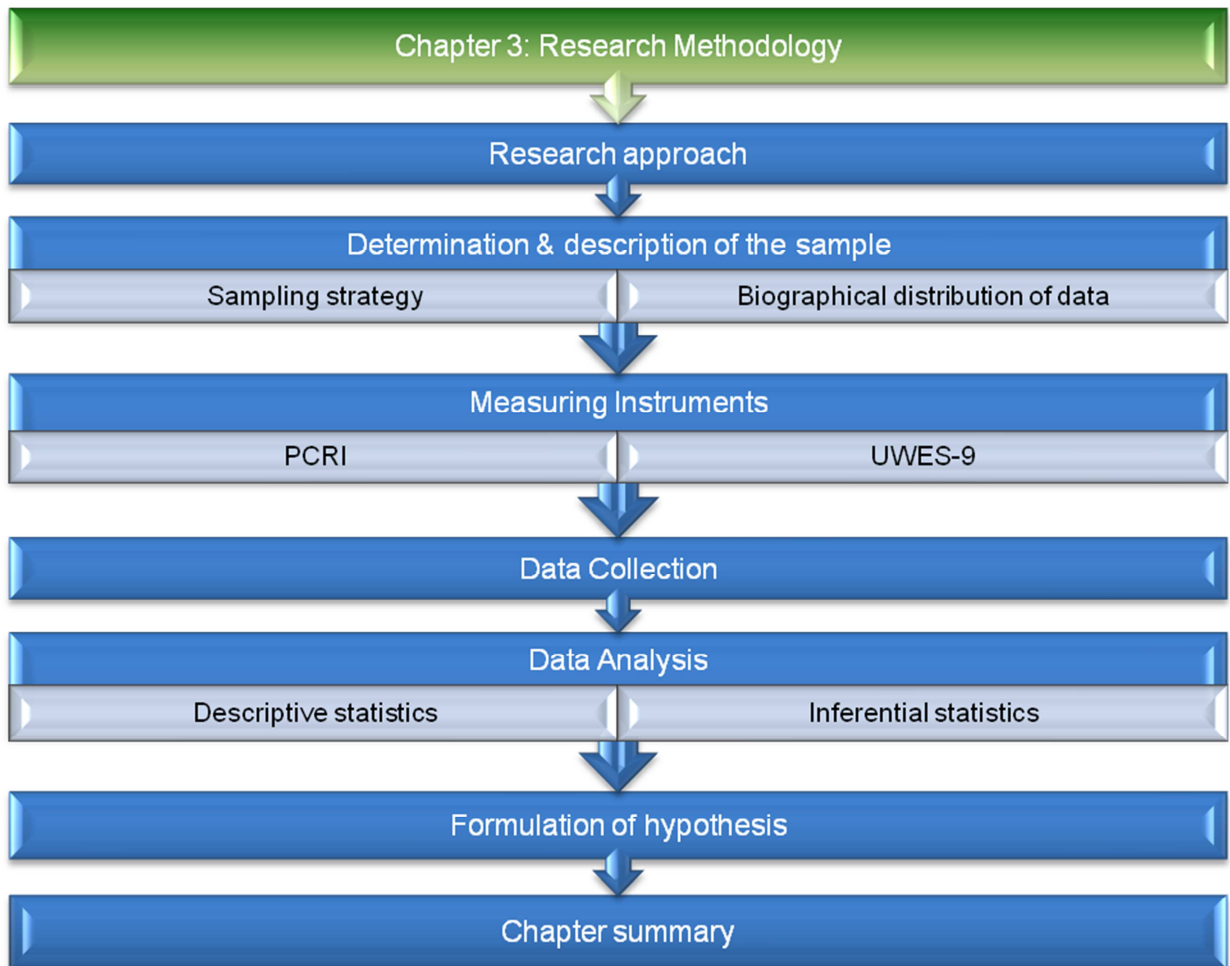 Chapter 3: Research Methodology
Research approach
Determination & description of the sample
Sampling strategy
Biographical distribution of data
Measuring Instruments
PCRI
UWES-9
Data Collection
Data Analysis
Descriptive statistics
Inferential statistics
Formulation of hypothesis
Chapter summary